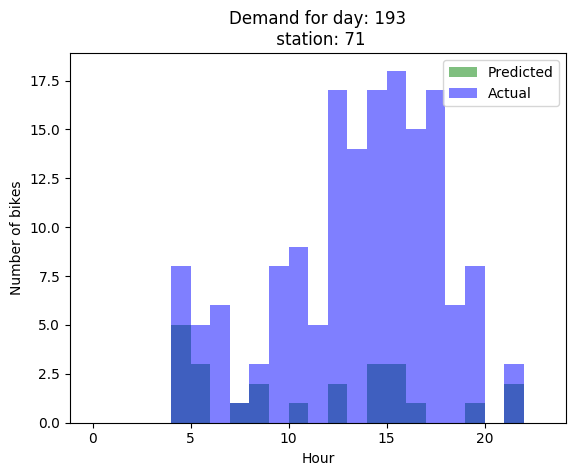 Demand for day: 193
station: 71
Predicted
Actual
Number of bikes
17.5
15.0
12.5
10.0
7.5
5.0
2.5
0.0
0 5 10 15 20
Hour